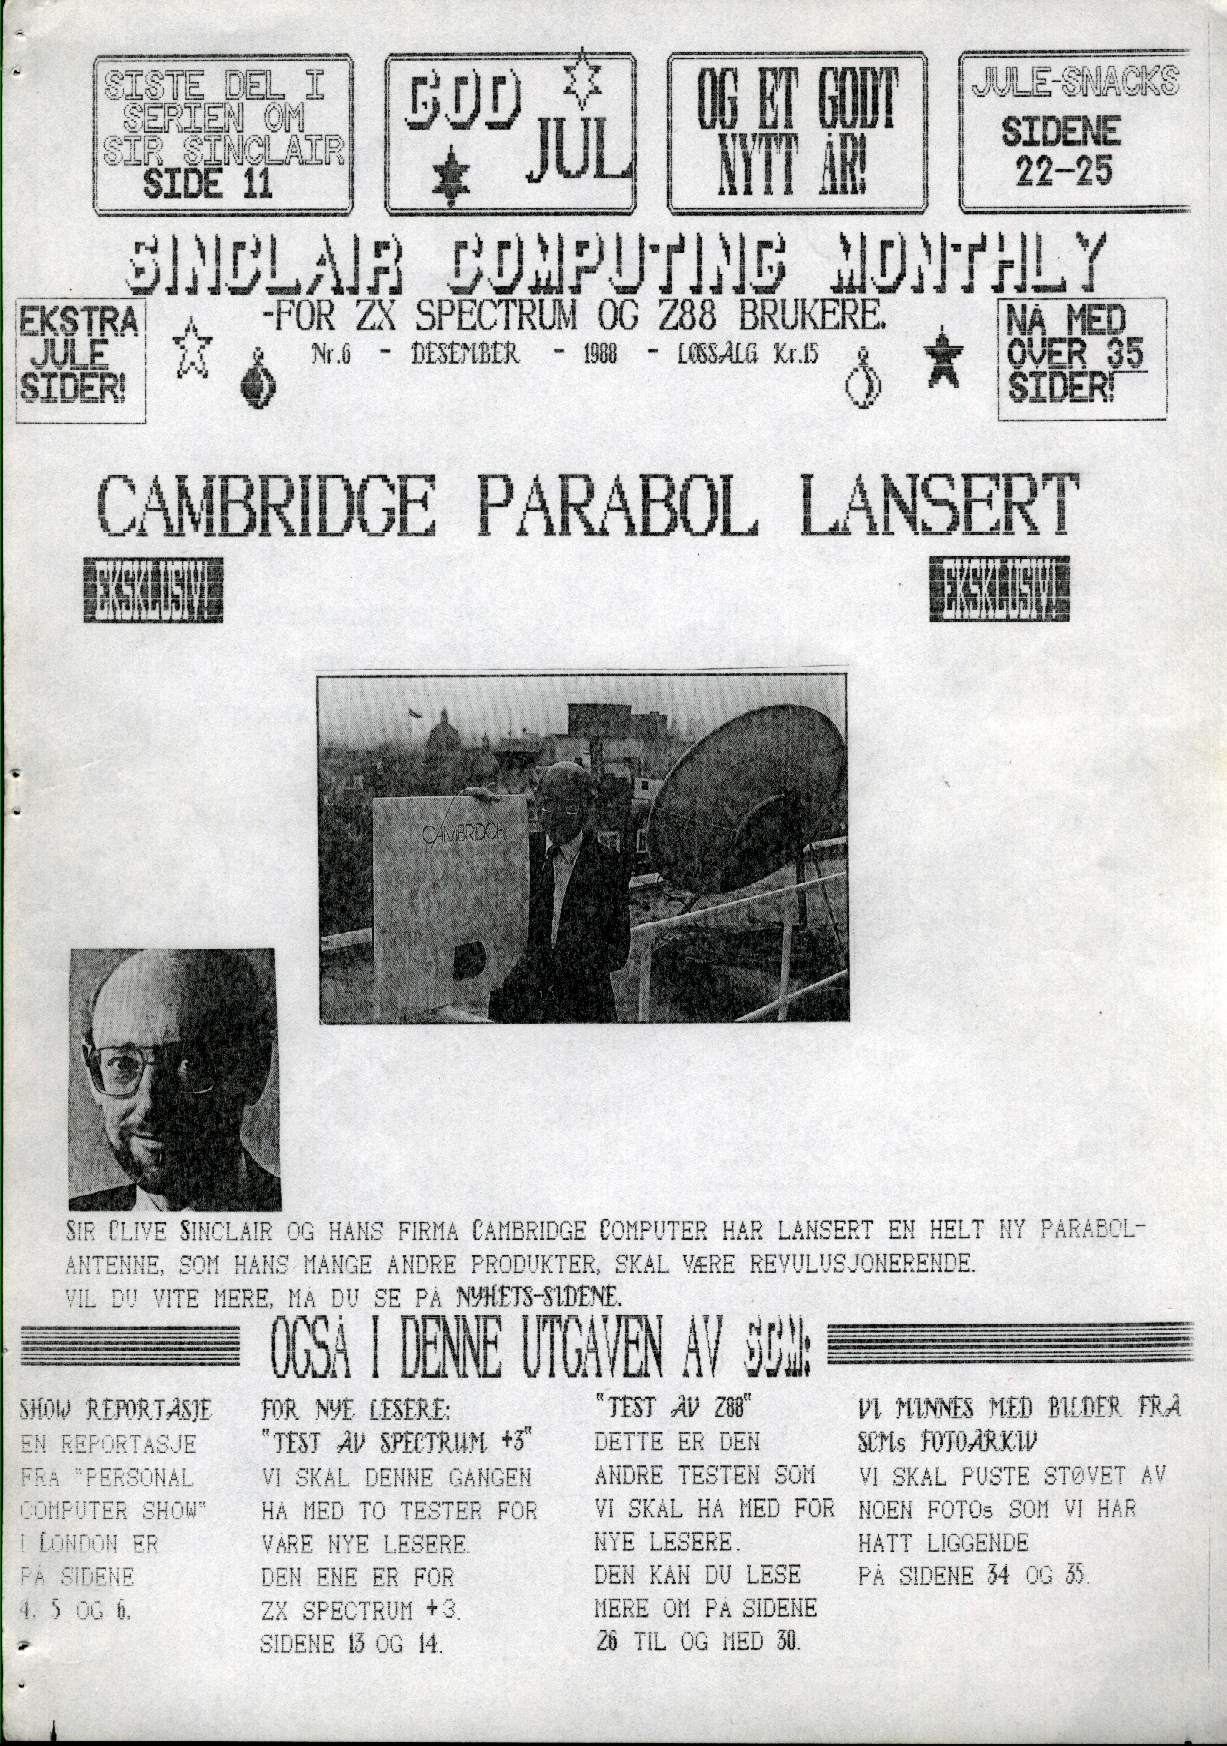 SISTE DEL I
SERIEN OM
SIR SINCLAIR
SIDE 11
GOD
JUL
OG ET GODT
NYTT ÅR!
JULE-SNACKS
SIDENE
22-25
SINCLAIR COMPUTING MONTHLY
-FOR ZX SPECTRUM OG Z88 BRUKERE.
Nr.6 - DESEMBER - 1988 - LØSSALG Kr.15
EKSTRA
JULE
SIDER!
NÅ MED
OVER 35
SIDER!
CAMBRIDGE PARABOL LANSERT
EKSKLUSIV!
EKSKLUSIV!
CAMBRIDGE
SIR CLIVE SINCLAIR OG HANS FIRMA CAMBRIDGE COMPUTER HAR LANSERT EN HELT NY PARABOL-
ANTENNE, SOM HANS MANGE ANDRE PRODUKTER, SKAL VÆRE REVULUSJONERENDE.
VIL DU VITE MERE, MA DU SE PÅ NYHETS-SIDENE.
OGSÅ I DENNE UTGAVEN AV SCM:
SHOW REPORTASJE
EN REPORTASJE
FRA "PERSONAL
COMPUTER SHOW"
I LONDON ER
PÅ SIDENE
4, 5 OG 6.
FOR NYE LESERE:
"TEST AV SPECTRUM +3"
VI SKAL DENNE GANGEN
HA MED TO TESTER FOR
VÅRE NYE LESERE.
DEN ENE ER FOR
ZX SPECTRUM +3.
SIDENE 13 OG 14.
"TEST AV Z88"
DETTE ER DEN
ANDRE TESTEN SOM
VI SKAL HA MED FOR
NYE LESERE.
DEN KAN DU LESE
MERE OM PÅ SIDENE
26 TIL OG MED 30.
VI MINNES MED BILDER FRA
SCMs FOTOARKIV
VI SKAL PUSTE STØVET AV
NOEN FOTOs SOM VI HAR
HATT LIGGENDE
PÅ SIDENE 34 OG 35.